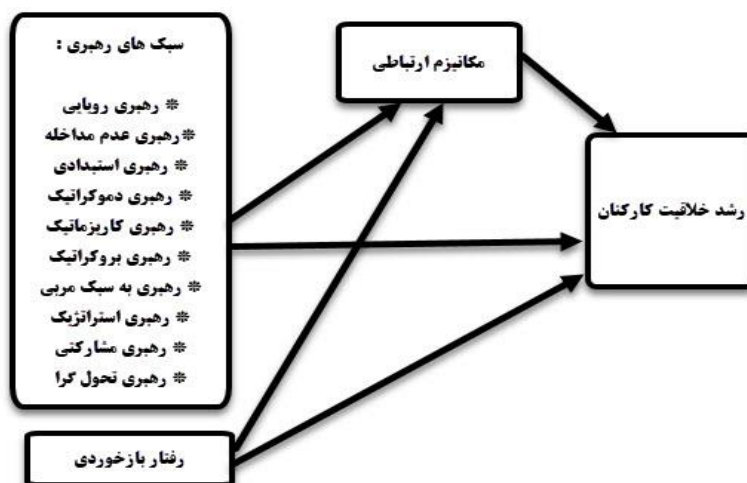 سبک های رهبری :
❊ رهبری رویایی
❊رهبری عدم مداخله
❊ رهبری استبدادی
❊ رهبری دموکراتیک
❊ رهبری کاریزماتیک
❊ رهبری بروکراتیک
❊ رهبری به سبک مربی
❊ رهبری استراتژیک
❊ رهبری مشارکتی
❊ رهبری تحول گرا
رفتار بازخوردی
مکانیزم ارتباطی
رشد خلاقیت کارکنان